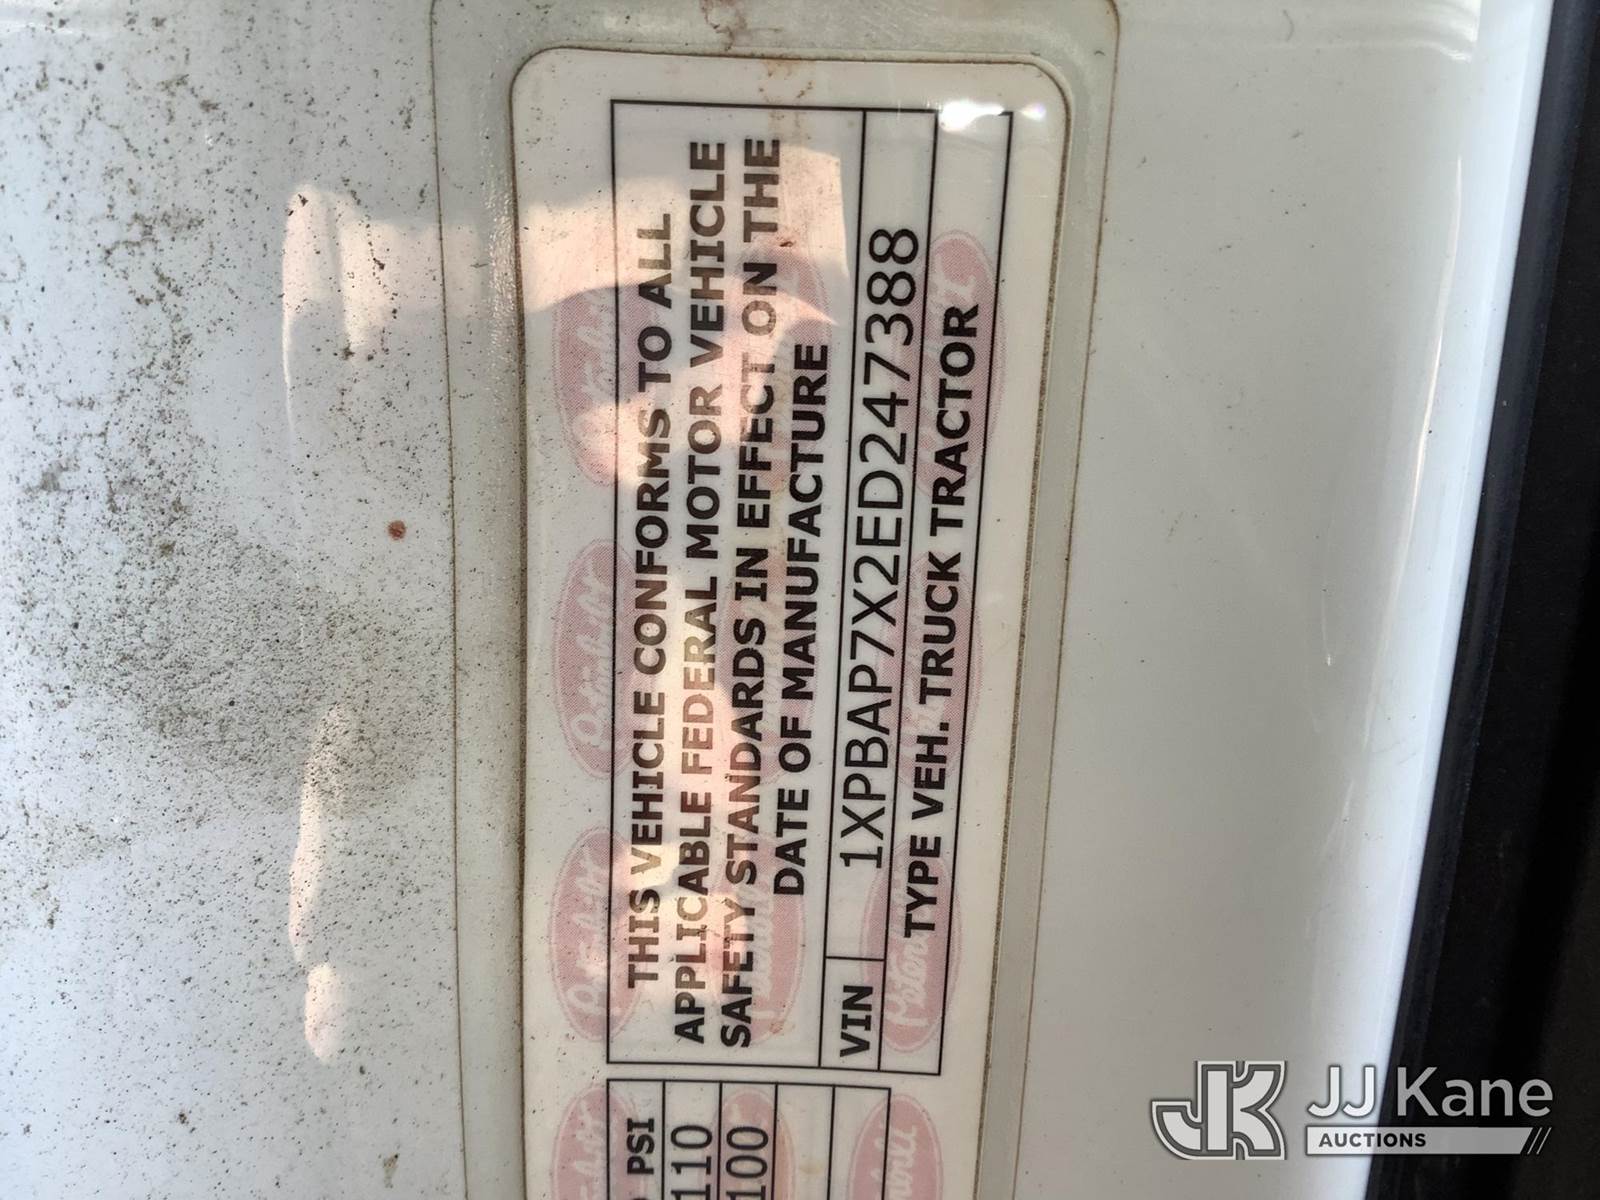 THIS VEHICLE CONFORMS TO ALL
APPLICABLE FEDERAL MOTOR VEHICLE
SAFETY STANDARDS IN EFFECT ON THE
DATE OF MANUFACTURE
VIN 1XPBAP7X2ED247388
TYPE VEH. TRUCK TRACTOR
PSI
110
100
Peterbilt
JJ Kane
AUCTIONS